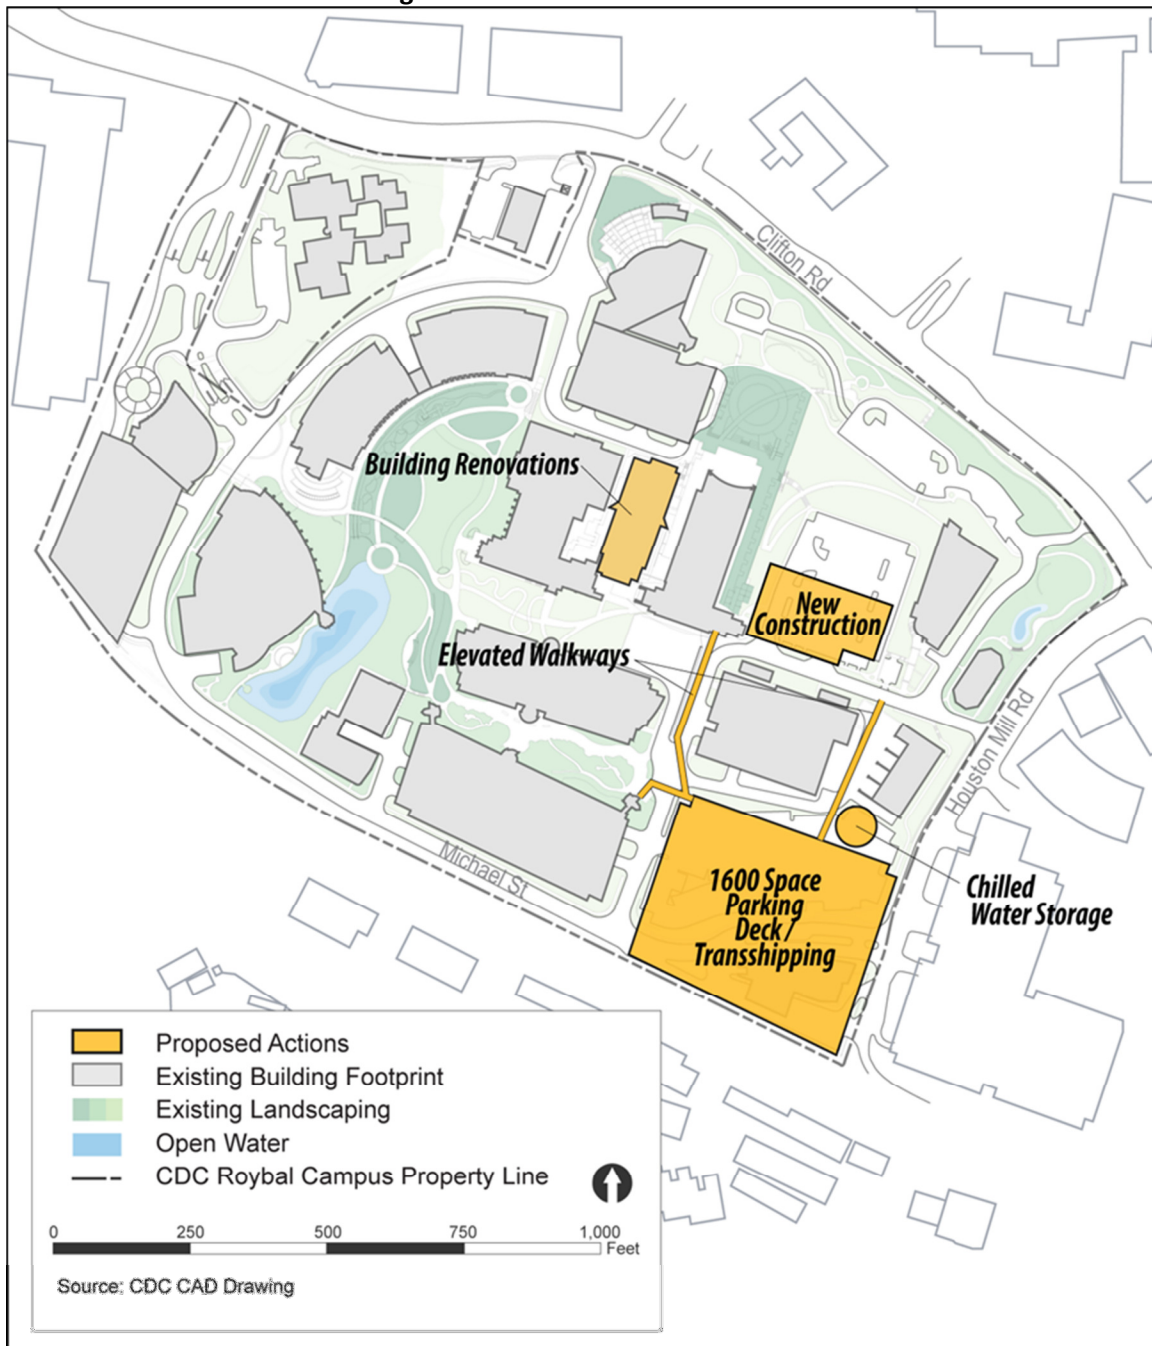 Clifton Rd
Building Renovations
New
Construction
Elevated Walkways
Houston Mill Rd
Michael St
1600 Space
Parking
Deck /
Transshipping
Chilled
Water Storage
Proposed Actions
Existing Building Footprint
Existing Landscaping
Open Water
CDC Roybal Campus Property Line
0 250 500 750 1,000
Feet
Source: CDC CAD Drawing